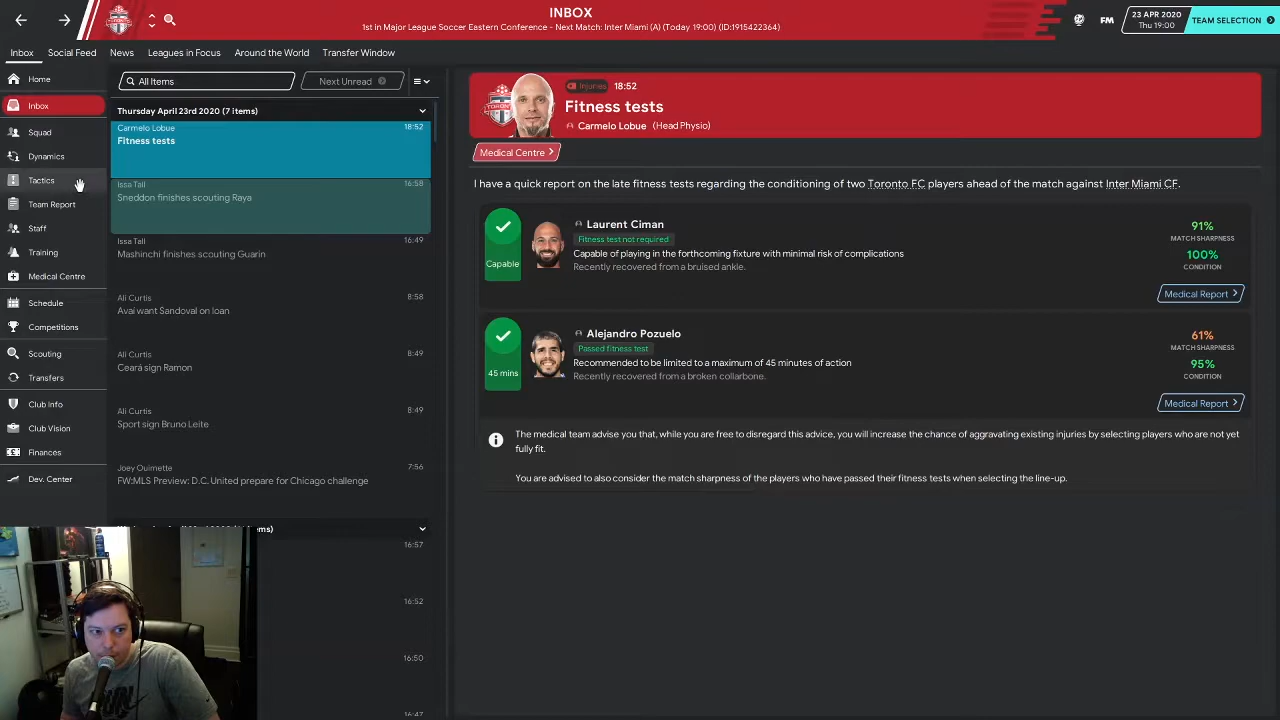 INBOX
1st in Major League Soccer Eastern Conference - Next Match: Inter Miami (A) (Today 19:00) (ID:1915422364)
FM
23 APR 2020
Thu 19:00
TEAM SELECTION
Inbox
Social Feed
News
Leagues in Focus
Around the World
Transfer Window
Home
Inbox
Squad
Dynamics
Tactics
Team Report
Staff
Training
Medical Centre
Schedule
Competitions
Scouting
Transfers
Club Info
Club Vision
Finances
Dev. Center
All Items
Next Unread
Thursday April 23rd 2020 (7 items)
Carmelo Lobue 18:52
Fitness tests
Issa Tall 16:58
Sneddon finishes scouting Raya
Issa Tall 16:49
Mashinchi finishes scouting Guarin
Ali Curtis 8:58
Avaí want Sandoval on loan
Ali Curtis 8:49
Ceará sign Ramon
Ali Curtis 8:49
Sport sign Bruno Leite
Joey Ouimette 7:56
FW:MLS Preview: D.C. United prepare for Chicago challenge
ems)
16:57
16:52
16:50
16:47
Injuries 18:52
Fitness tests
Carmelo Lobue (Head Physio)
Medical Centre
I have a quick report on the late fitness tests regarding the conditioning of two Toronto FC players ahead of the match against Inter Miami CF.
Capable
Laurent Ciman
Fitness test not required
Capable of playing in the forthcoming fixture with minimal risk of complications
Recently recovered from a bruised ankle.
91%
MATCH SHARPNESS
100%
CONDITION
Medical Report
45 mins
Alejandro Pozuelo
Passed fitness test
Recommended to be limited to a maximum of 45 minutes of action
Recently recovered from a broken collarbone.
61%
MATCH SHARPNESS
95%
CONDITION
Medical Report
The medical team advise you that, while you are free to disregard this advice, you will increase the chance of aggravating existing injuries by selecting players who are not yet
fully fit.
You are advised to also consider the match sharpness of the players who have passed their fitness tests when selecting the line-up.